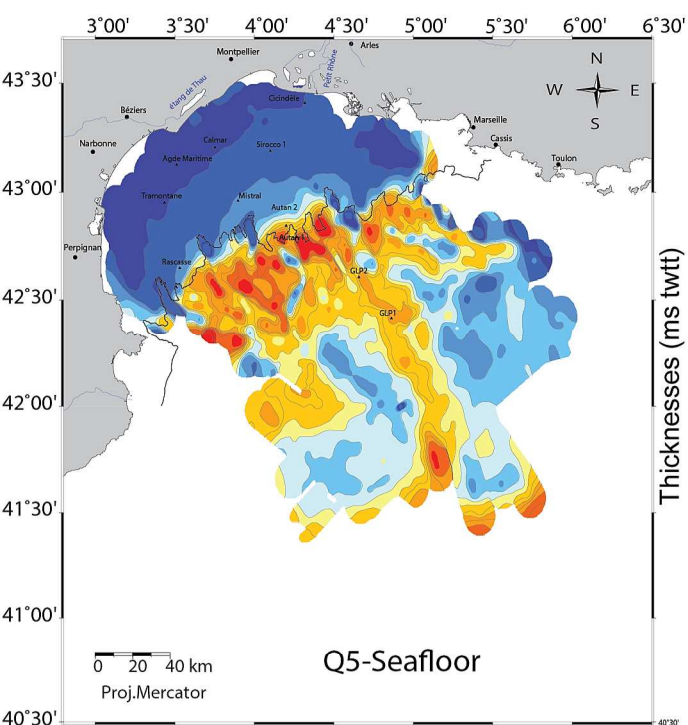 3°00' 3°30' 4°00' 4°30' 5°00' 5°30' 6°00' 6°30'
Montpellier
Arles
Petit Rhône
43°30'
étang de Thau
Cicindèle
N
W E
S
Béziers
Marseille
Narbonne
Calmar
Sirocco 1
Cassis
Agde Maritime
Toulon
43°00'
Tramontane
Mistral
Autan 2
Autan 1
Perpignan
Rascasse
GLP2
42°30'
GLP1
42°00'
41°30'
41°00'
40°30'
Thicknesses (ms twtt)
0 20 40 km
Proj.Mercator
Q5-Seafloor
40°30'